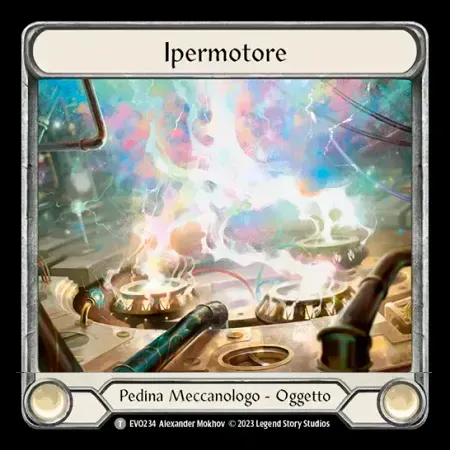 Ipermotore
Pedina Meccanologo - Oggetto
T EVO234 Alexander Mokhov © 2023 Legend Story Studios